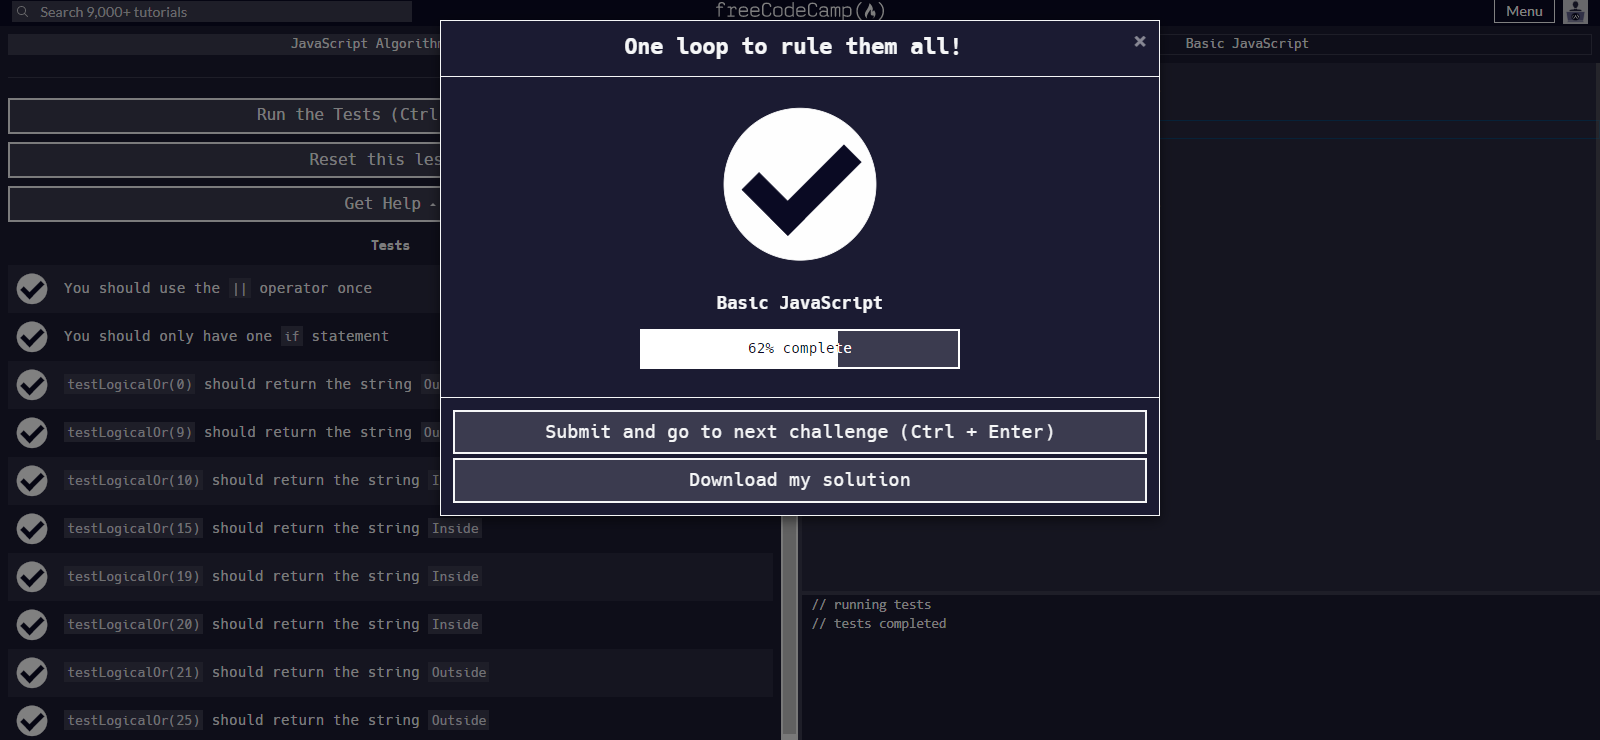 Search 9,000+ tutorials
freeCodeCamp
Menu
JavaScript
Basic JavaScript
One loop to rule them all!
×
Run the Tests (Ctrl
Reset this
Get Help
Tests
You should use the || operator once
You should only have one if statement
testLogicalOr(0) should return the string
testLogicalOr(9) should return the string
testLogicalOr(10) should return the string
testLogicalOr(15) should return the string Inside
testLogicalOr(19) should return the string Inside
testLogicalOr(20) should return the string Inside
testLogicalOr(21) should return the string Outside
testLogicalOr(25) should return the string Outside
Basic JavaScript
62% complete
Submit and go to next challenge (Ctrl + Enter)
Download my solution
// running tests
// tests completed